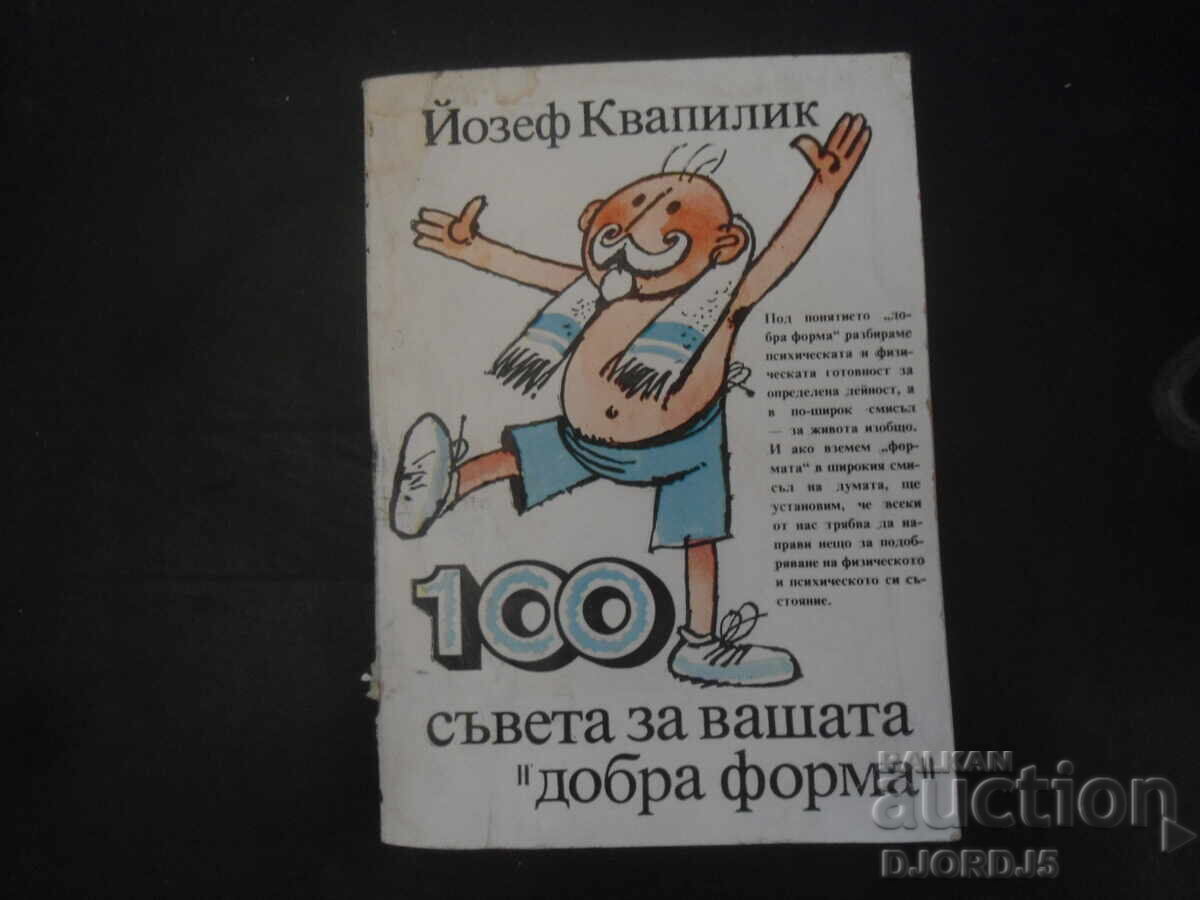 Йозеф Квапилик
Под понятието „до-
бра форма“ разбираме
психическата и физи-
ческата готовност за
определена дейност, а
в по-широк смисъл
— за живота изобщо.
И ако вземем „фор-
мата“ в широкия сми-
съл на думата, ще
установим, че всеки
от нас трябва да на-
прави нещо за подоб-
ряване на физическото
и психическото си съ-
стояние.
100
съвета за вашата
"добра форма"
BALKAN
auction
DJORDJ5